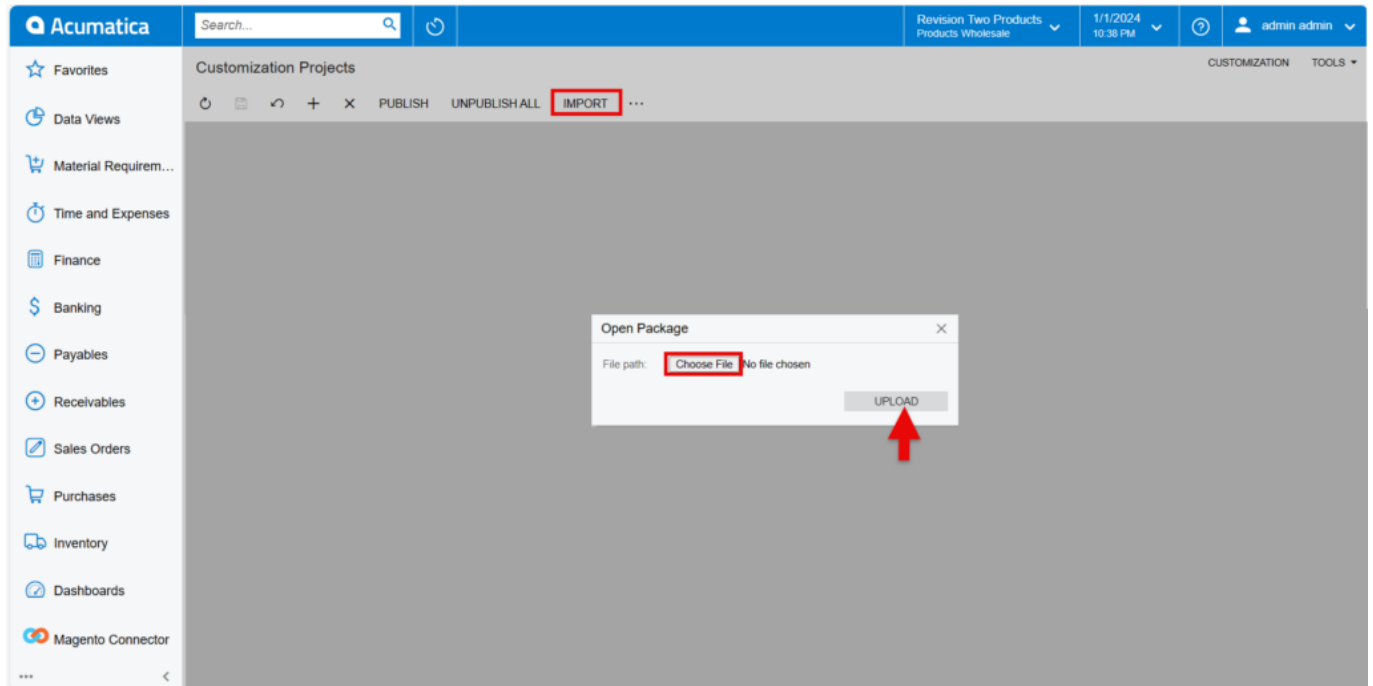 Acumatica
Search...
Revision Two Products
Products Wholesale
1/1/2024
10:38 PM
admin admin
Favorites
Data Views
Material Requirem...
Time and Expenses
Finance
Banking
Payables
Receivables
Sales Orders
Purchases
Inventory
Dashboards
Magento Connector
Customization Projects
CUSTOMIZATION TOOLS
PUBLISH UNPUBLISH ALL IMPORT ...
Open Package
File path: Choose File No file chosen
UPLOAD